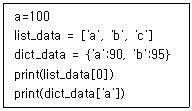 a=100
list_data = ['a', 'b', 'c']
dict_data = {'a':90, 'b':95}
print(list_data[0])
print(dict_data['a'])